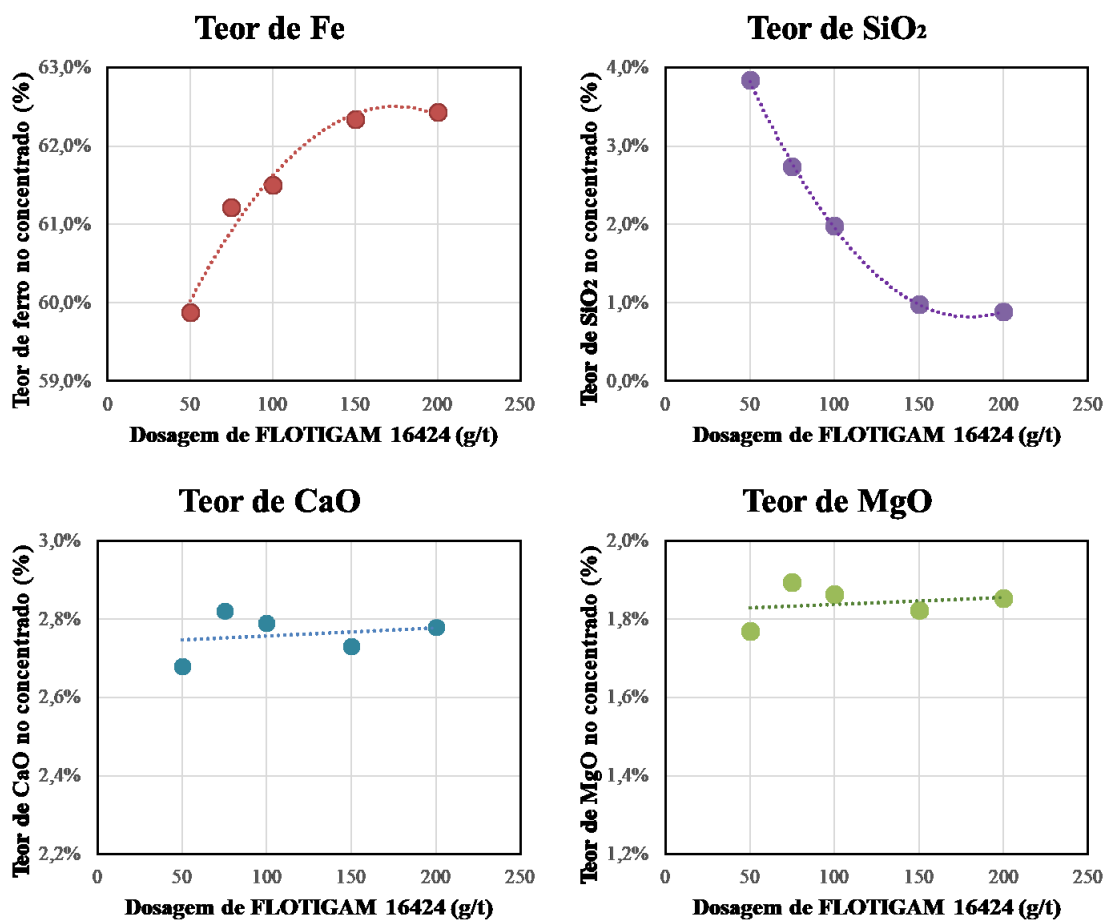 Teor de Fe
Teor de ferro no concentrado (%)
63,0%
62,0%
61,0%
60,0%
59,0%
0 50 100 150 200 250
Dosagem de FLOTIGAM 16424 (g/t)
Teor de SiO₂
Teor de SiO₂ no concentrado (%)
4,0%
3,0%
2,0%
1,0%
0,0%
0 50 100 150 200 250
Dosagem de FLOTIGAM 16424 (g/t)
Teor de CaO
Teor de CaO no concentrado (%)
3,0%
2,8%
2,6%
2,4%
2,2%
0 50 100 150 200 250
Dosagem de FLOTIGAM 16424 (g/t)
Teor de MgO
Teor de MgO no concentrado (%)
2,0%
1,8%
1,6%
1,4%
1,2%
0 50 100 150 200 250
Dosagem de FLOTIGAM 16424 (g/t)